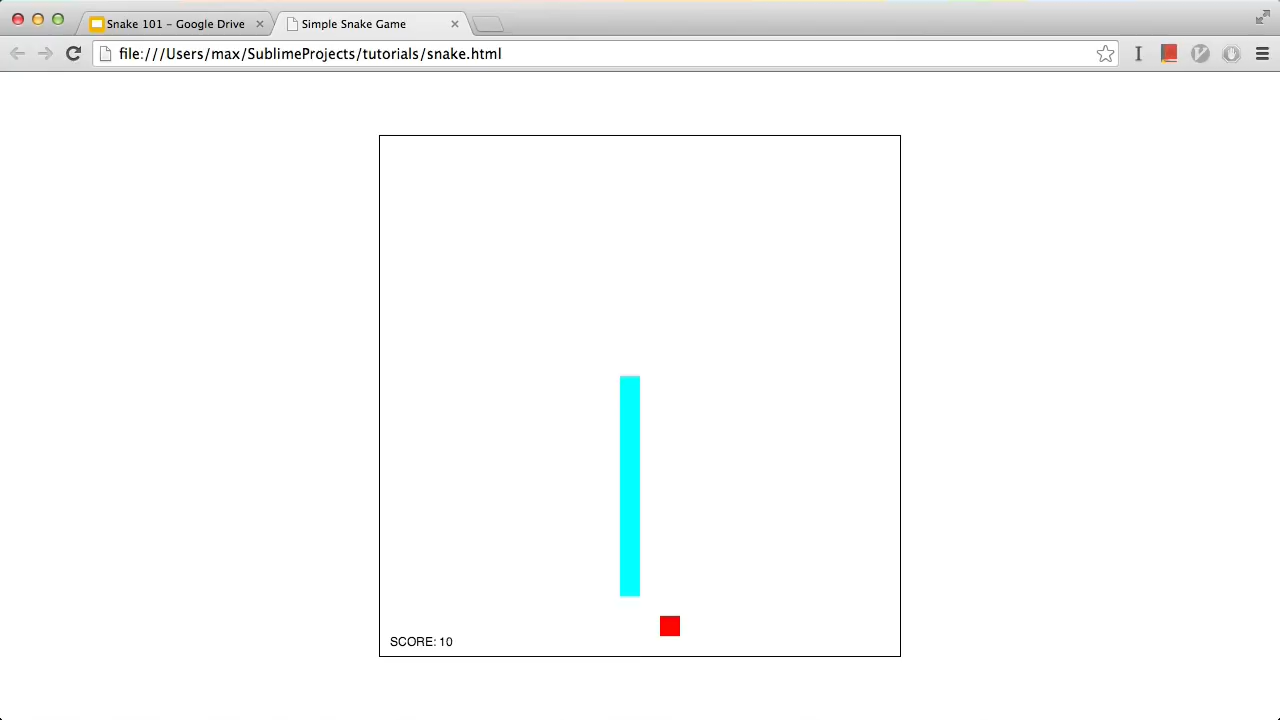 Snake 101 – Google Drive
Simple Snake Game
file:///Users/max/SublimeProjects/tutorials/snake.html
SCORE: 10